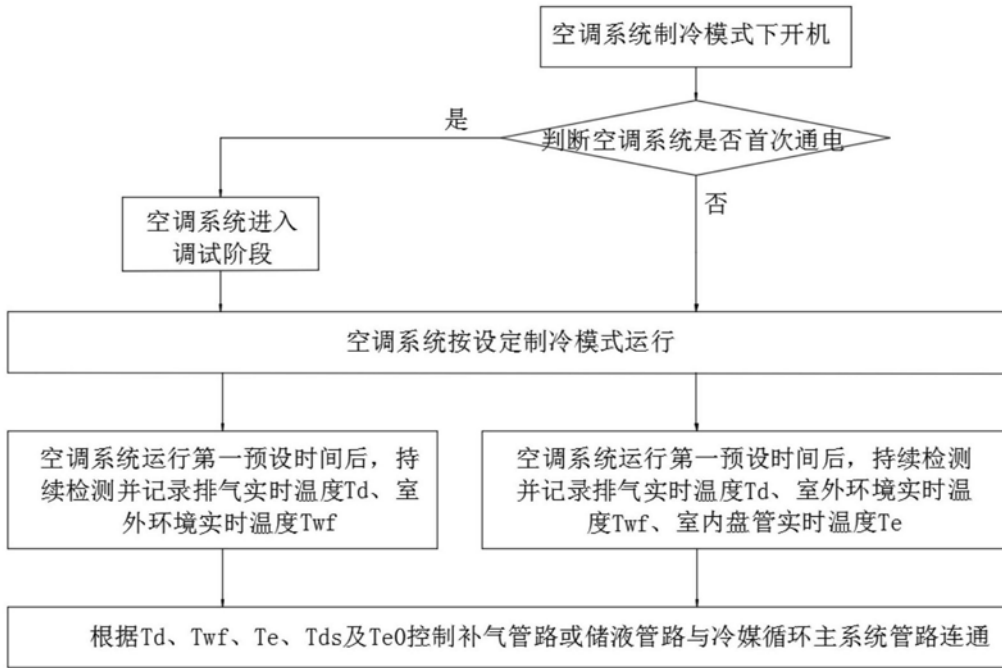 空调系统制冷模式下开机
是
判断空调系统是否首次通电
否
空调系统进入
调试阶段
空调系统按设定制冷模式运行
空调系统运行第一预设时间后，持
续检测并记录排气实时温度Td、室
外环境实时温度Twf
空调系统运行第一预设时间后，持续检测
并记录排气实时温度Td、室外环境实时温
度Twf、室内盘管实时温度Te
根据Td、Twf、Te、Tds及Te0控制补气管路或储液管路与冷媒循环主系统管路连通